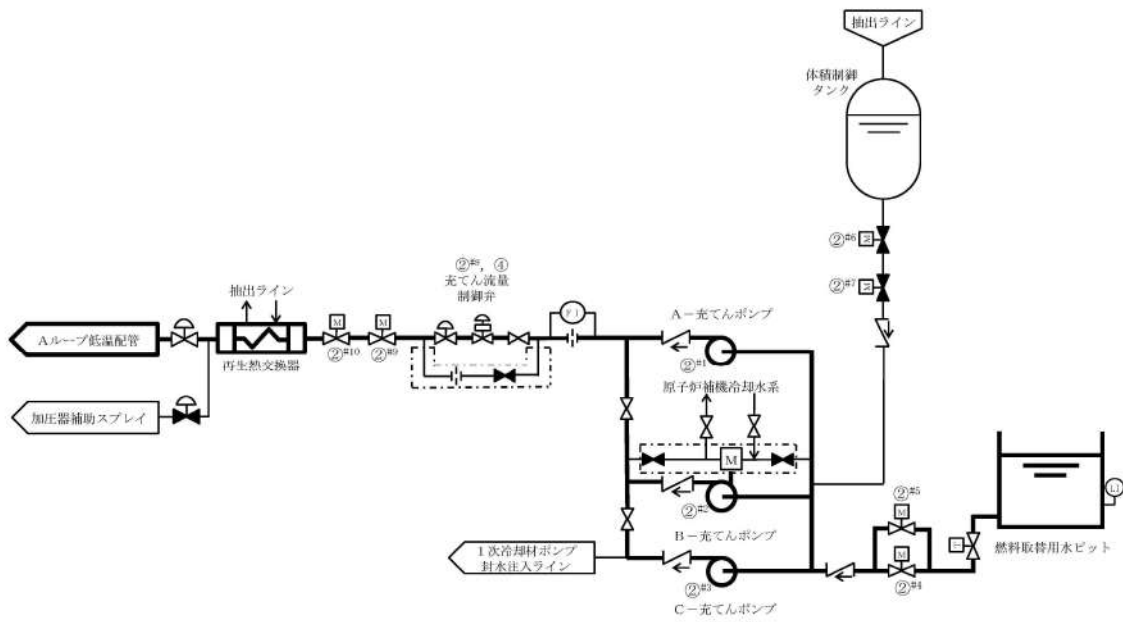 抽出ライン
体積制御
タンク
②#6
②#7
②#8, ④
充てん流量
制御弁
抽出ライン
FI
A-充てんポンプ
M
M
Aループ低温配管
②#10
②#9
再生熱交換器
②#1
原子炉補機冷却水系
加圧器補助スプレイ
M
②#2
②#5
M
LI
B-充てんポンプ
燃料取替用水ピット
1次冷却材ポンプ
封水注入ライン
M
②#3
②#4
C-充てんポンプ